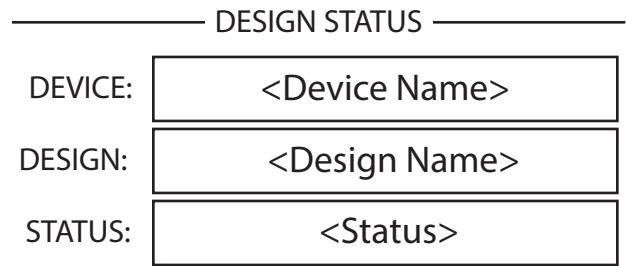 DESIGN STATUS
DEVICE: <Device Name>
DESIGN: <Design Name>
STATUS: <Status>